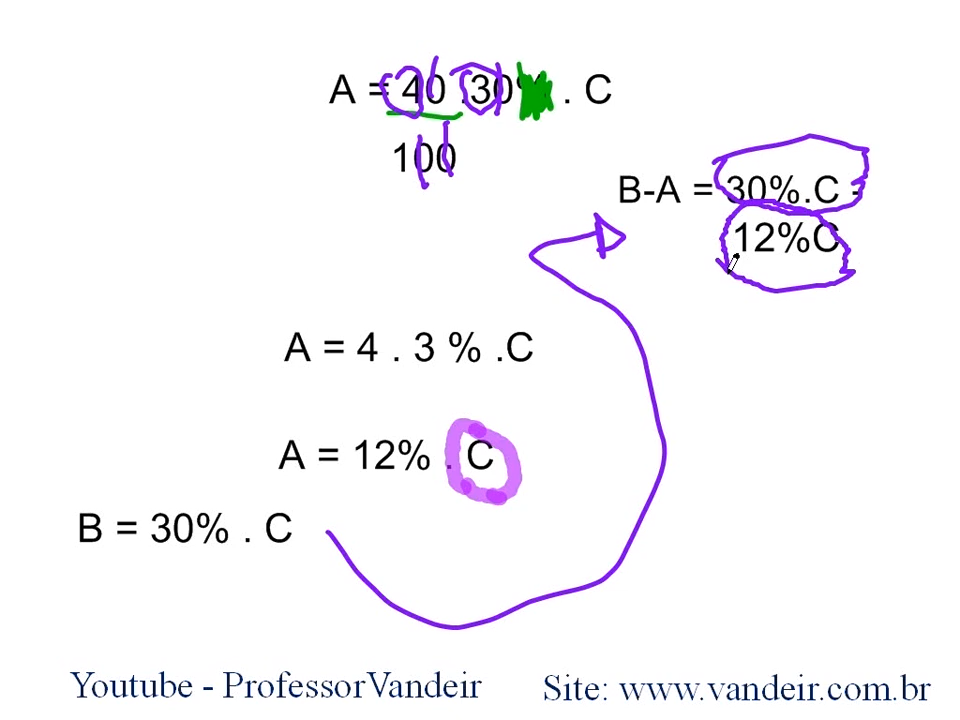 A = 40 .30% . C
100
B-A = 30%.C -
12%C
A = 4 . 3 % .C
A = 12% . C
B = 30% . C
Youtube - ProfessorVandeir
Site: www.vandeir.com.br